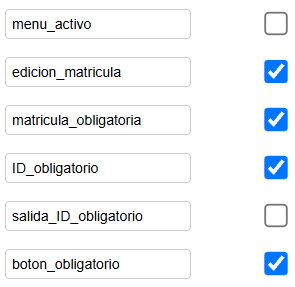 menu_activo
edicion_matricula
matricula_obligatoria
ID_obligatorio
salida_ID_obligatorio
boton_obligatorio